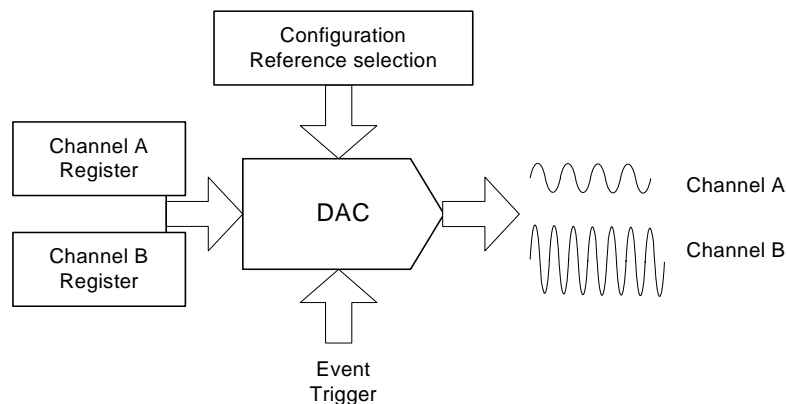 Configuration
Reference selection
Channel A
Register
Channel B
Register
DAC
Channel A
Channel B
Event
Trigger